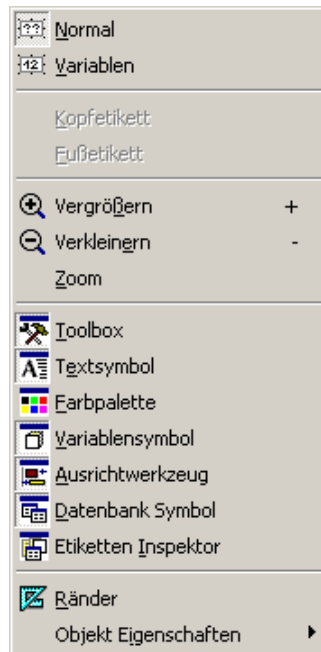 ?? Normal
12 Variablen
Kopfetikett
Fußetikett
Vergrößern +
Verkleinern -
Zoom
Toolbox
A Textsymbol
Farbpalette
Variablensymbol
Ausrichtwerkzeug
Datenbank Symbol
Etiketten Inspektor
Ränder
Objekt Eigenschaften